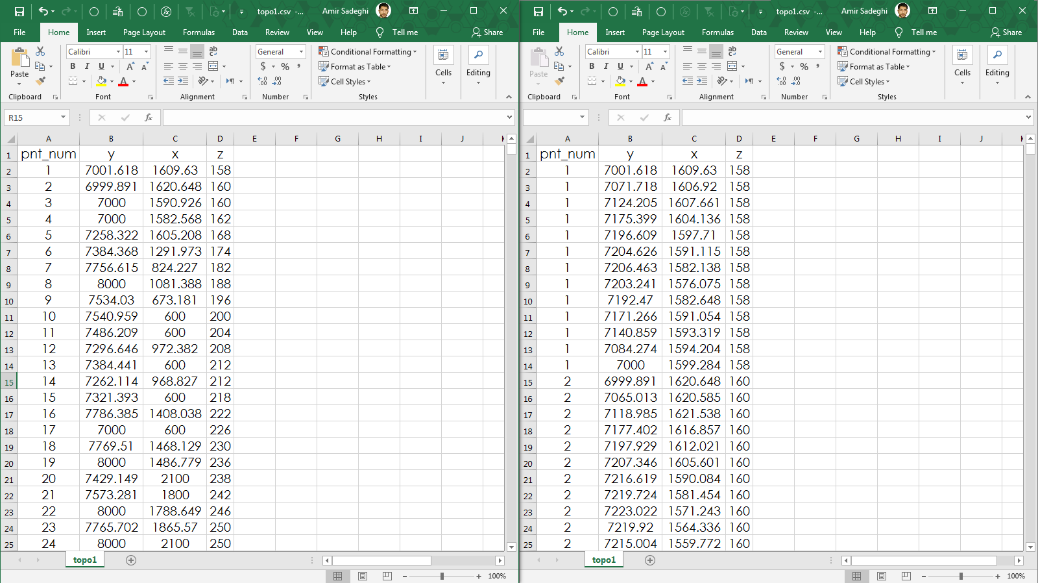 topo1.csv -... Amir Sadeghi
File Home Insert Page Layout Formulas Data Review View Help Tell me Share
Paste Calibri 11 General Conditional Formatting Cells Editing
B I U A A $ % , Format as Table
A Cell Styles
Clipboard Font Alignment Number Styles
R15 fx
A B C D E F G H I J
1 pnt_num y x z
2 1 7001.618 1609.63 158
3 2 6999.891 1620.648 160
4 3 7000 1590.926 160
5 4 7000 1582.568 162
6 5 7258.322 1605.208 168
7 6 7384.368 1291.973 174
8 7 7756.615 824.227 182
9 8 8000 1081.388 188
10 9 7534.03 673.181 196
11 10 7540.959 600 200
12 11 7486.209 600 204
13 12 7296.646 972.382 208
14 13 7384.441 600 212
15 14 7262.114 968.827 212
16 15 7321.393 600 218
17 16 7786.385 1408.038 222
18 17 7000 600 226
19 18 7769.51 1468.129 230
20 19 8000 1486.779 236
21 20 7429.149 2100 238
22 21 7573.281 1800 242
23 22 8000 1788.649 246
24 23 7765.702 1865.57 250
25 24 8000 2100 250
topo1
100%
topo1.csv -... Amir Sadeghi
File Home Insert Page Layout Formulas Data Review View Help Tell me Share
Paste Calibri 11 General Conditional Formatting Cells Editing
B I U A A $ % , Format as Table
A Cell Styles
Clipboard Font Alignment Number Styles
fx
A B C D E F G H I J
1 pnt_num y x z
2 1 7001.618 1609.63 158
3 1 7071.718 1606.92 158
4 1 7124.205 1607.661 158
5 1 7175.399 1604.136 158
6 1 7196.609 1597.71 158
7 1 7204.626 1591.115 158
8 1 7206.463 1582.138 158
9 1 7203.241 1576.075 158
10 1 7192.47 1582.648 158
11 1 7171.266 1591.054 158
12 1 7140.859 1593.319 158
13 1 7084.274 1594.204 158
14 1 7000 1599.284 158
15 2 6999.891 1620.648 160
16 2 7065.013 1620.585 160
17 2 7118.985 1621.538 160
18 2 7177.402 1616.857 160
19 2 7197.929 1612.021 160
20 2 7207.346 1605.601 160
21 2 7216.619 1590.084 160
22 2 7219.724 1581.454 160
23 2 7223.022 1571.243 160
24 2 7219.92 1564.336 160
25 2 7215.004 1559.772 160
topo1
100%